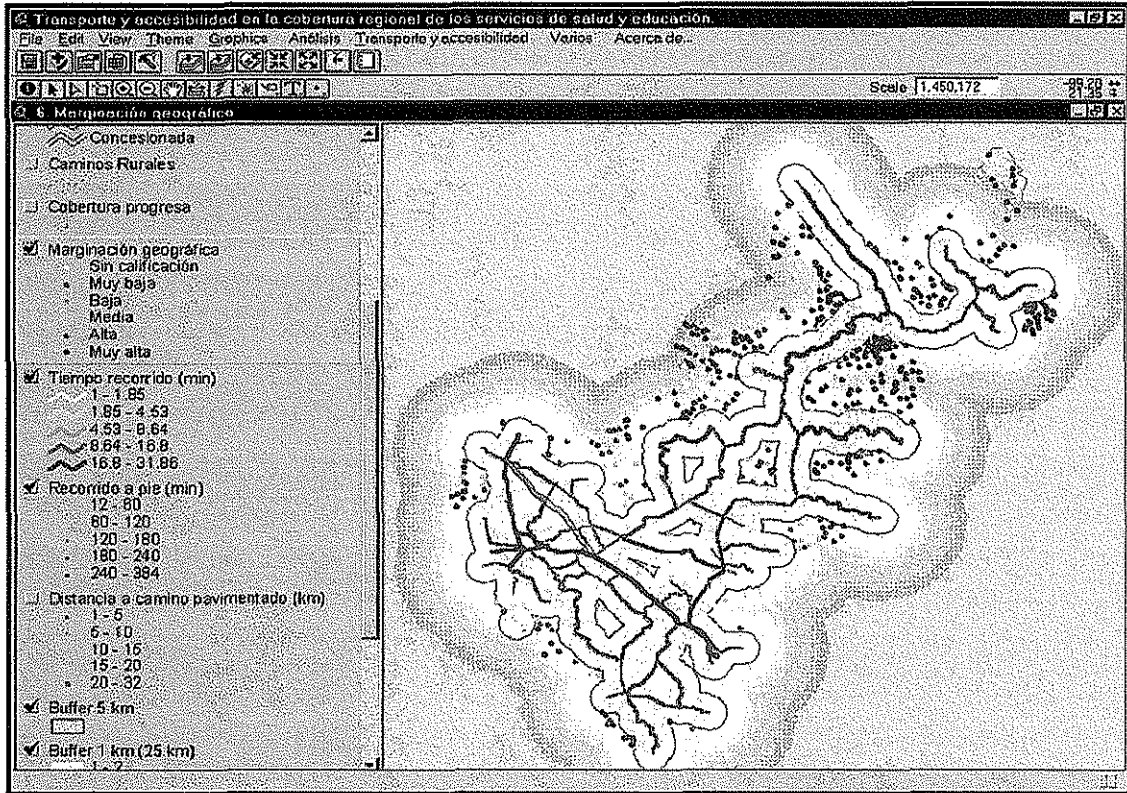 Transporte y accesibilidad en la cobertura regional de los servicios de salud y educación.
File Edit View Theme Graphics Análisis Transporte y accesibilidad Varios Acerca de...
Scale 1:450,172
Marginación geográfico
Concesionada
Caminos Rurales
Cobertura progresa
Marginación geográfica
Sin calificación
Muy baja
Baja
Media
Alta
Muy alta
Tiempo recorrido (min)
1 - 1.85
1.85 - 4.53
4.53 - 8.64
8.64 - 16.8
16.8 - 31.86
Recorrido a pie (min)
12 - 60
60 - 120
120 - 180
180 - 240
240 - 384
Distancia a camino pavimentado (km)
1 - 5
5 - 10
10 - 15
15 - 20
20 - 32
Buffer 5 km
Buffer 1 km (25 km)